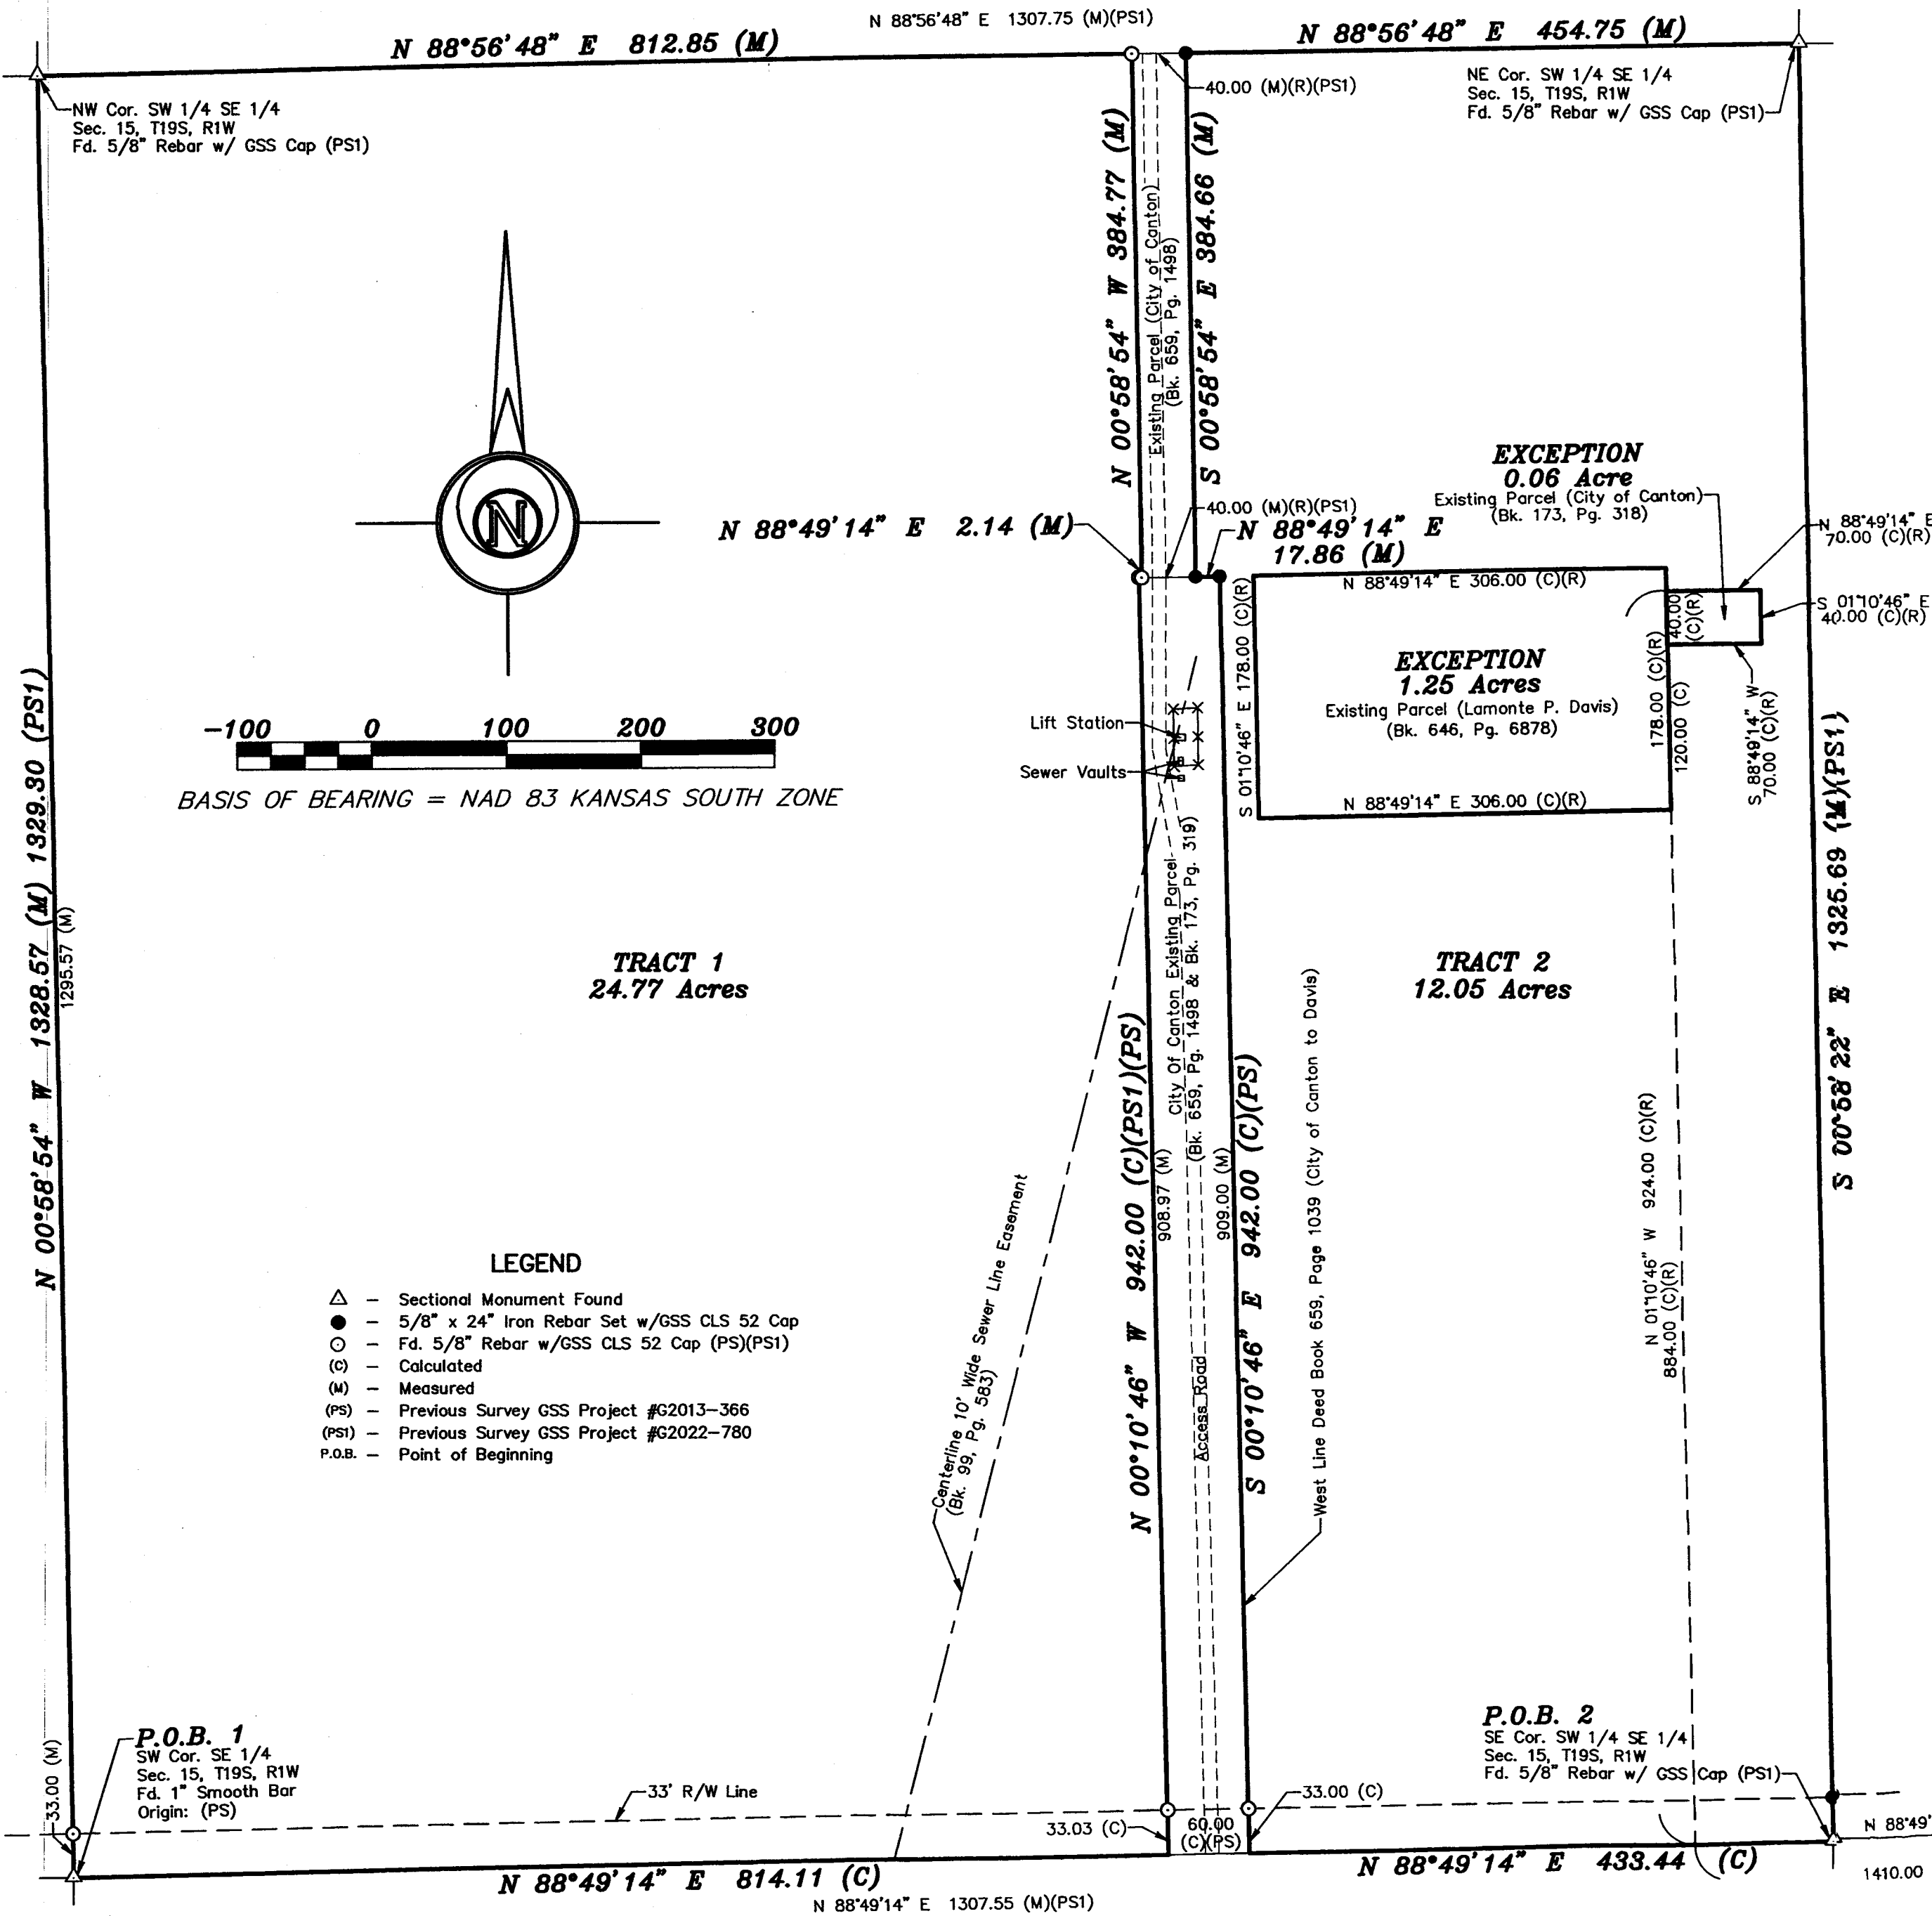 N 88°56'48" E 1307.75 (M)(PS1)
N 88°56'48" E 812.85 (M)
N 88°56'48" E 454.75 (M)
NW Cor. SW 1/4 SE 1/4
Sec. 15, T19S, R1W
Fd. 5/8" Rebar w/ GSS Cap (PS1)
40.00 (M)(R)(PS1)
NE Cor. SW 1/4 SE 1/4
Sec. 15, T19S, R1W
Fd. 5/8" Rebar w/ GSS Cap (PS1)
N 00°58'54" W 384.77 (M)
Existing Parcel (City of Canton)
(Bk. 659, Pg. 1498)
S 00°58'54" E 384.66 (M)
N
EXCEPTION
0.06 Acre
Existing Parcel (City of Canton)
(Bk. 173, Pg. 318)
N 88°49'14" E
70.00 (C)(R)
40.00 (M)(R)(PS1)
N 88°49'14" E 2.14 (M)
N 88°49'14" E
17.86 (M)
N 88°49'14" E 306.00 (C)(R)
S 01°10'46" E
40.00 (C)(R)
40.00
(C)(R)
S 01°10'46" E 178.00 (C)(R)
EXCEPTION
1.25 Acres
Existing Parcel (Lamonte P. Davis)
(Bk. 646, Pg. 6878)
178.00 (C)(R)
120.00 (C)
S 88°49'14" W
70.00 (C)(R)
N 88°49'14" E 306.00 (C)(R)
Lift Station
Sewer Vaults
-100 0 100 200 300
BASIS OF BEARING = NAD 83 KANSAS SOUTH ZONE
N 00°58'54" W 1328.57 (M) 1329.30 (PS1)
1295.57 (M)
S 00°58'22" E 1325.69 (M)(PS1)
TRACT 1
24.77 Acres
TRACT 2
12.05 Acres
City Of Canton Existing Parcel
(Bk. 659, Pg. 1498 & Bk. 173, Pg. 319)
N 00°10'46" W 942.00 (C)(PS1)(PS)
908.97 (M)
909.00 (M)
S 00°10'46" E 942.00 (C)(PS)
West Line Deed Book 659, Page 1039 (City of Canton to Davis)
N 01°10'46" W 924.00 (C)(R)
884.00 (C)(R)
Access Road
Centerline 10' Wide Sewer Line Easement
(Bk. 99, Pg. 583)
LEGEND
△ – Sectional Monument Found
● – 5/8" x 24" Iron Rebar Set w/GSS CLS 52 Cap
⊙ – Fd. 5/8" Rebar w/GSS CLS 52 Cap (PS)(PS1)
(C) – Calculated
(M) – Measured
(PS) – Previous Survey GSS Project #G2013-366
(PS1) – Previous Survey GSS Project #G2022-780
P.O.B. – Point of Beginning
P.O.B. 1
SW Cor. SE 1/4
Sec. 15, T19S, R1W
Fd. 1" Smooth Bar
Origin: (PS)
33.00 (M)
33' R/W Line
P.O.B. 2
SE Cor. SW 1/4 SE 1/4
Sec. 15, T19S, R1W
Fd. 5/8" Rebar w/ GSS Cap (PS1)
33.00 (C)
33.03 (C)
60.00
(C)(PS)
N 88°49'
1410.00
N 88°49'14" E 814.11 (C)
N 88°49'14" E 433.44 (C)
N 88°49'14" E 1307.55 (M)(PS1)